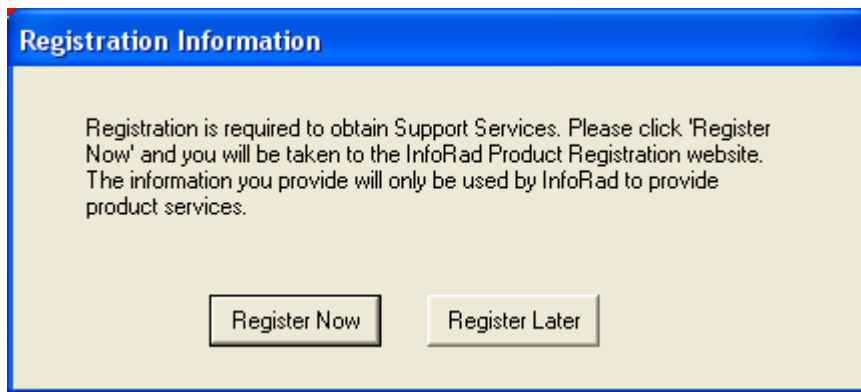 Registration Information
Registration is required to obtain Support Services. Please click 'Register
Now' and you will be taken to the InfoRad Product Registration website.
The information you provide will only be used by InfoRad to provide
product services.
Register Now
Register Later